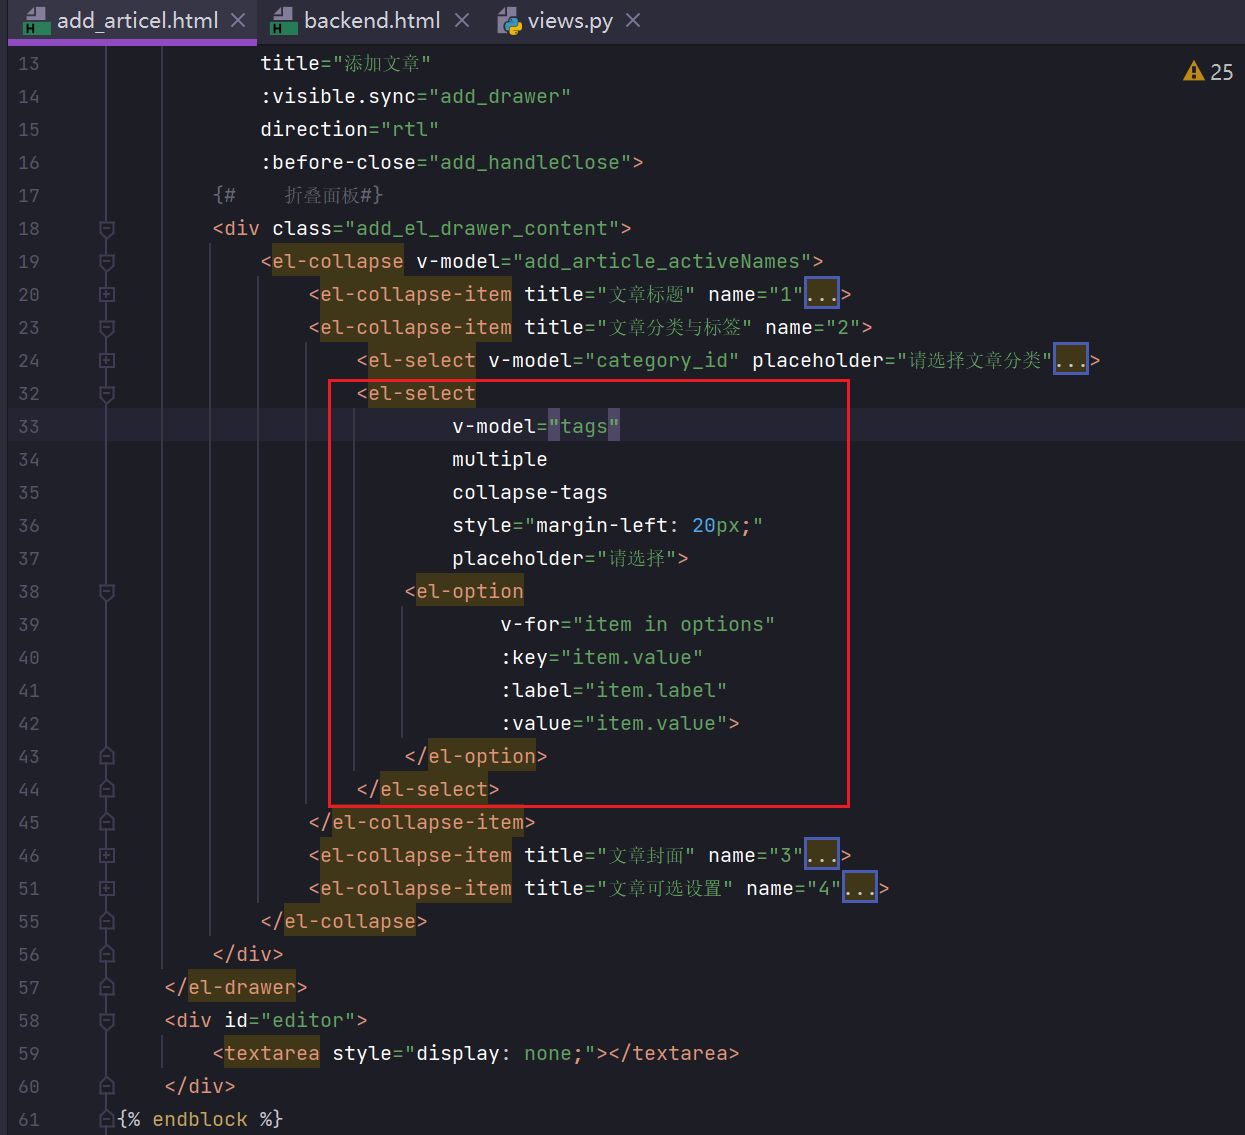 add_articel.html backend.html views.py
25
13 title="添加文章"
14 :visible.sync="add_drawer"
15 direction="rtl"
16 :before-close="add_handleClose">
17 {# 折叠面板#}
18 <div class="add_el_drawer_content">
19 <el-collapse v-model="add_article_activeNames">
20 <el-collapse-item title="文章标题" name="1"...>
23 <el-collapse-item title="文章分类与标签" name="2">
24 <el-select v-model="category_id" placeholder="请选择文章分类"...>
32 <el-select
33 v-model="tags"
34 multiple
35 collapse-tags
36 style="margin-left: 20px;"
37 placeholder="请选择">
38 <el-option
39 v-for="item in options"
40 :key="item.value"
41 :label="item.label"
42 :value="item.value">
43 </el-option>
44 </el-select>
45 </el-collapse-item>
46 <el-collapse-item title="文章封面" name="3"...>
51 <el-collapse-item title="文章可选设置" name="4"...>
55 </el-collapse>
56 </div>
57 </el-drawer>
58 <div id="editor">
59 <textarea style="display: none;"></textarea>
60 </div>
61 {% endblock %}